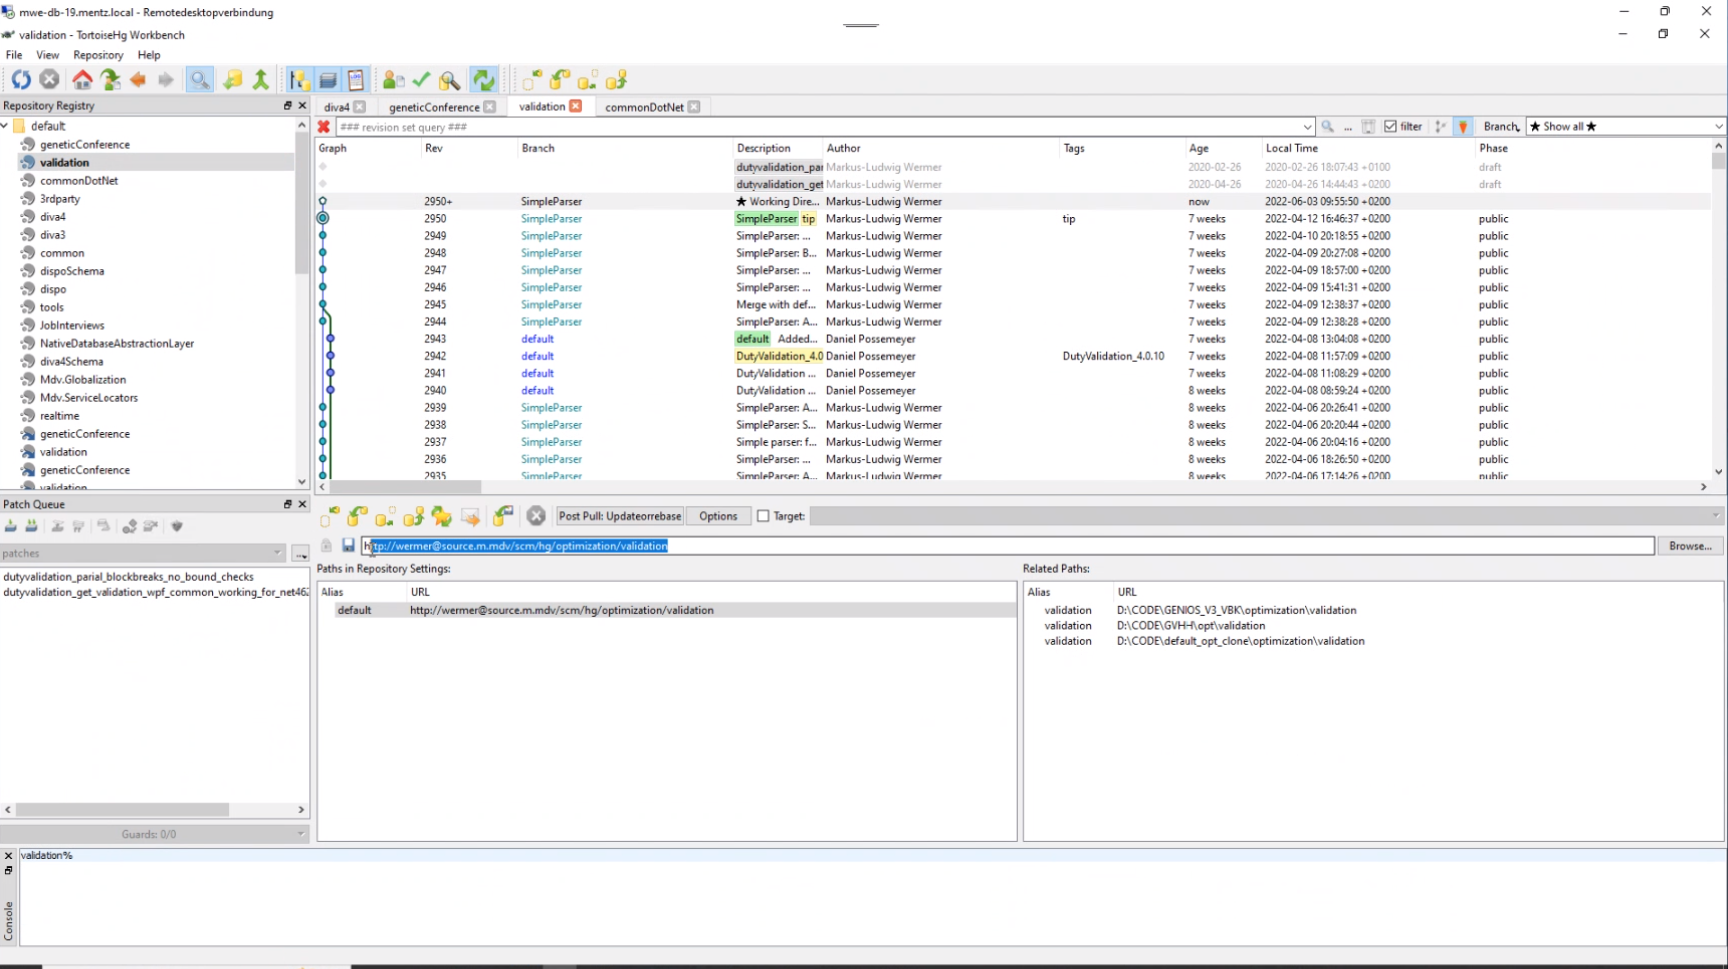 mwe-db-19.mentz.local - Remotedesktopverbindung
validation - TortoiseHg Workbench
File View Repository Help
Repository Registry
default
geneticConference
validation
commonDotNet
3rdparty
diva4
diva3
common
dispoSchema
dispo
tools
JobInterviews
NativeDatabaseAbstractionLayer
diva4Schema
Mdv.Globalization
Mdv.ServiceLocators
realtime
geneticConference
validation
geneticConference
validation
diva4 geneticConference validation commonDotNet
### revision set query ### ... filter Branch ★ Show all ★
Graph Rev Branch Description Author Tags Age Local Time Phase
dutyvalidation_par Markus-Ludwig Wermer 2020-02-26 2020-02-26 18:07:43 +0100 draft
dutyvalidation_get Markus-Ludwig Wermer 2020-04-26 2020-04-26 14:44:43 +0200 draft
2950+ SimpleParser ★ Working Dire... Markus-Ludwig Wermer now 2022-06-03 09:55:50 +0200
2950 SimpleParser SimpleParser tip Markus-Ludwig Wermer tip 7 weeks 2022-04-12 16:46:37 +0200 public
2949 SimpleParser SimpleParser: ... Markus-Ludwig Wermer 7 weeks 2022-04-10 20:18:55 +0200 public
2948 SimpleParser SimpleParser: B... Markus-Ludwig Wermer 7 weeks 2022-04-09 20:27:08 +0200 public
2947 SimpleParser SimpleParser: ... Markus-Ludwig Wermer 7 weeks 2022-04-09 18:57:00 +0200 public
2946 SimpleParser SimpleParser: ... Markus-Ludwig Wermer 7 weeks 2022-04-09 15:41:31 +0200 public
2945 SimpleParser Merge with def... Markus-Ludwig Wermer 7 weeks 2022-04-09 12:38:37 +0200 public
2944 SimpleParser SimpleParser: A... Markus-Ludwig Wermer 7 weeks 2022-04-09 12:38:28 +0200 public
2943 default default Added... Daniel Possemeyer 7 weeks 2022-04-08 13:04:08 +0200 public
2942 default DutyValidation_4.0 Daniel Possemeyer DutyValidation_4.0.10 7 weeks 2022-04-08 11:57:09 +0200 public
2941 default DutyValidation ... Daniel Possemeyer 7 weeks 2022-04-08 11:08:29 +0200 public
2940 default DutyValidation ... Daniel Possemeyer 8 weeks 2022-04-08 08:59:24 +0200 public
2939 SimpleParser SimpleParser: A... Markus-Ludwig Wermer 8 weeks 2022-04-06 20:26:41 +0200 public
2938 SimpleParser SimpleParser: S... Markus-Ludwig Wermer 8 weeks 2022-04-06 20:20:44 +0200 public
2937 SimpleParser Simple parser: f... Markus-Ludwig Wermer 8 weeks 2022-04-06 20:04:16 +0200 public
2936 SimpleParser SimpleParser: ... Markus-Ludwig Wermer 8 weeks 2022-04-06 18:26:50 +0200 public
2935 SimpleParser SimpleParser: A... Markus-Ludwig Wermer 8 weeks 2022-04-06 17:14:26 +0200 public
Patch Queue
patches ...
dutyvalidation_parial_blockbreaks_no_bound_checks
dutyvalidation_get_validation_wpf_common_working_for_net462
Guards: 0/0
Post Pull: Updateorrebase Options Target:
http://wermer@source.m.mdv/scm/hg/optimization/validation Browse...
Paths in Repository Settings:
Alias URL
default http://wermer@source.m.mdv/scm/hg/optimization/validation
Related Paths:
Alias URL
validation D:\CODE\GENIOS_V3_VBK\optimization\validation
validation D:\CODE\GVHH\opt\validation
validation D:\CODE\default_opt_clone\optimization\validation
validation%
Console